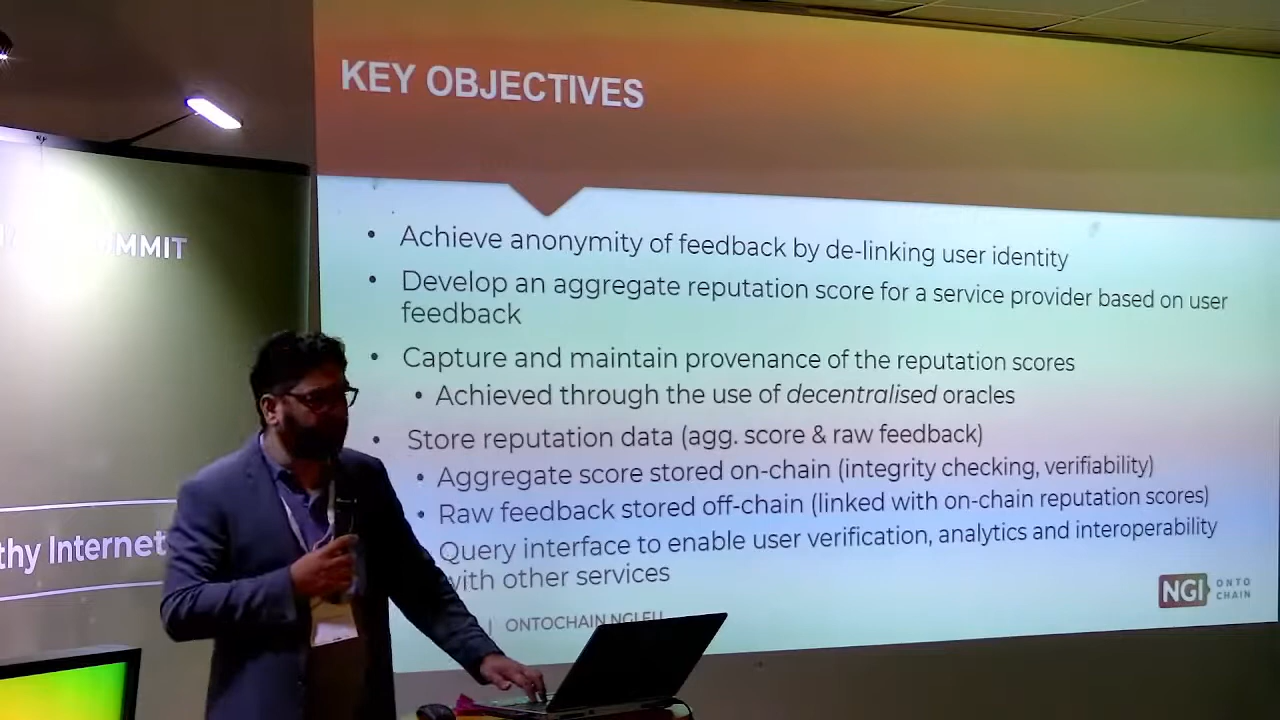 KEY OBJECTIVES
MMIT
thy Internet
• Achieve anonymity of feedback by de-linking user identity
• Develop an aggregate reputation score for a service provider based on user
feedback
• Capture and maintain provenance of the reputation scores
• Achieved through the use of decentralised oracles
• Store reputation data (agg. score & raw feedback)
• Aggregate score stored on-chain (integrity checking, verifiability)
• Raw feedback stored off-chain (linked with on-chain reputation scores)
Query interface to enable user verification, analytics and interoperability
with other services
| ONTOCHAIN.NGI.EU
NGI ONTO
CHAIN